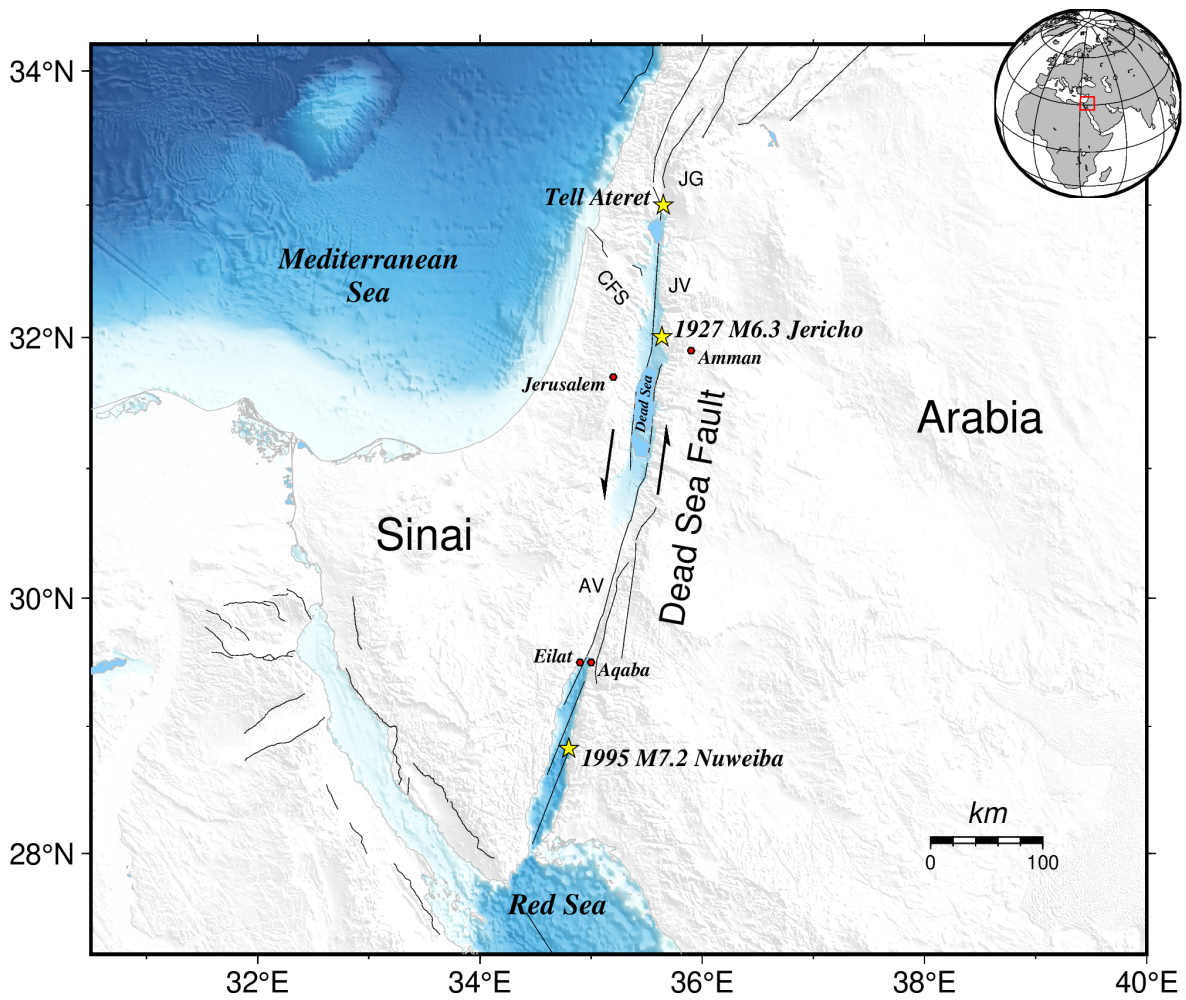 34°N
JG
Tell Ateret
Mediterranean
Sea
CFS
JV
32°N
1927 M6.3 Jericho
Amman
Jerusalem
Dead Sea
Arabia
Dead Sea Fault
Sinai
30°N
AV
Eilat
Aqaba
1995 M7.2 Nuweiba
km
0
100
28°N
Red Sea
32°E
34°E
36°E
38°E
40°E